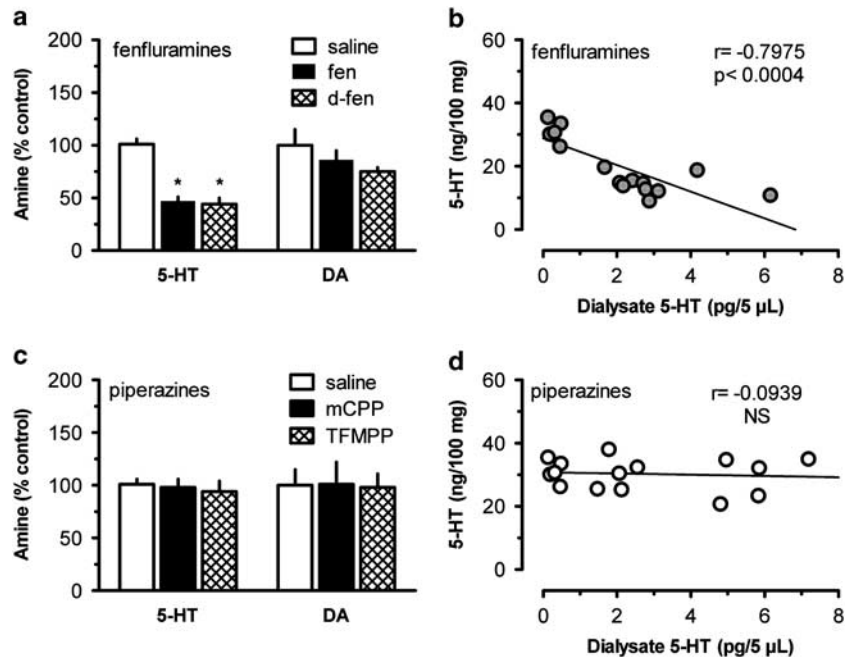 a
200
150
100
50
0
Amine (% control)
fenfluramines
saline
fen
d-fen
*
*
5-HT
DA
b
60
40
20
0
5-HT (ng/100 mg)
fenfluramines
r= -0.7975
p< 0.0004
0
2
4
6
8
Dialysate 5-HT (pg/5 µL)
c
200
150
100
50
0
Amine (% control)
piperazines
saline
mCPP
TFMPP
5-HT
DA
d
60
40
20
0
5-HT (ng/100 mg)
piperazines
r= -0.0939
NS
0
2
4
6
8
Dialysate 5-HT (pg/5 µL)